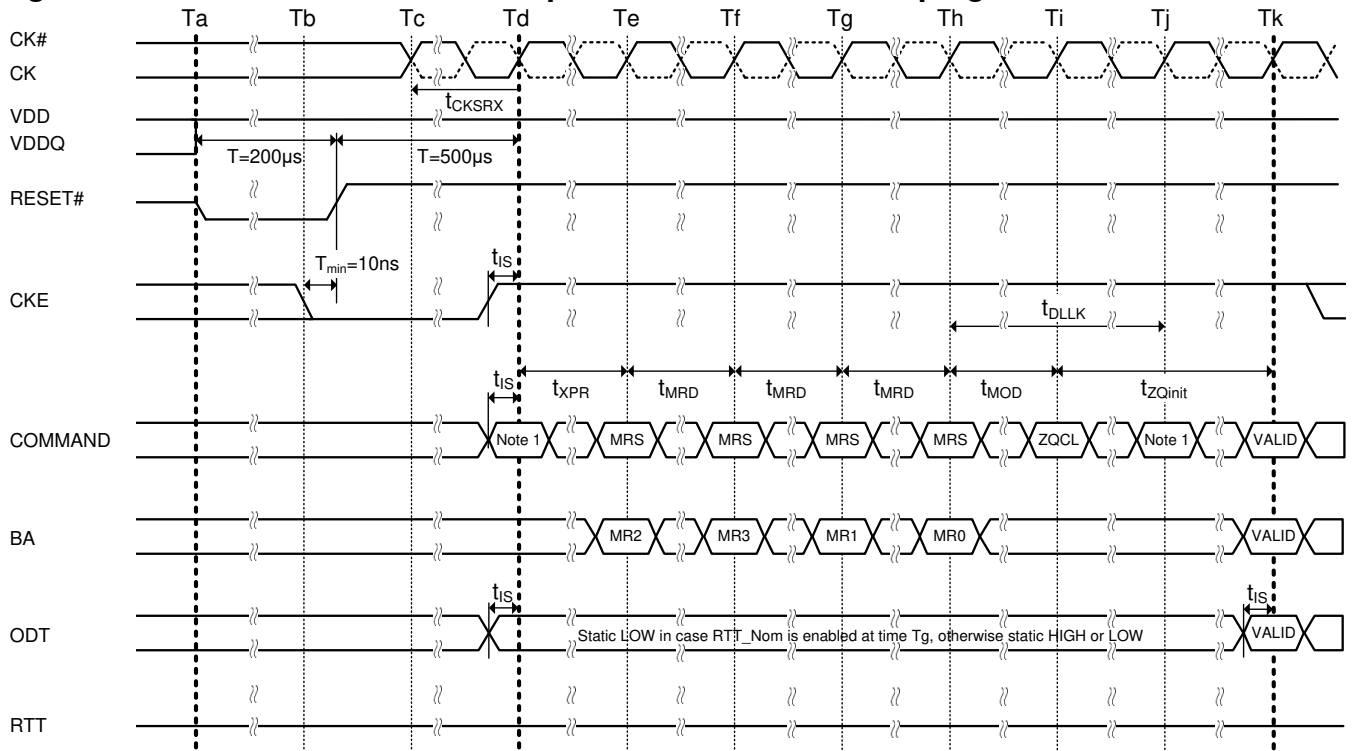 Ta Tb Tc Td Te Tf Tg Th Ti Tj Tk
CK#
CK
tCKSRX
VDD
VDDQ
T=200µs T=500µs
RESET#
Tmin=10ns tIS
CKE
tDLLK
tIS tXPR tMRD tMRD tMRD tMOD tZQinit
COMMAND Note 1 MRS MRS MRS MRS ZQCL Note 1 VALID
BA MR2 MR3 MR1 MR0 VALID
tIS tIS
ODT Static LOW in case RTT_Nom is enabled at time Tg, otherwise static HIGH or LOW VALID
RTT